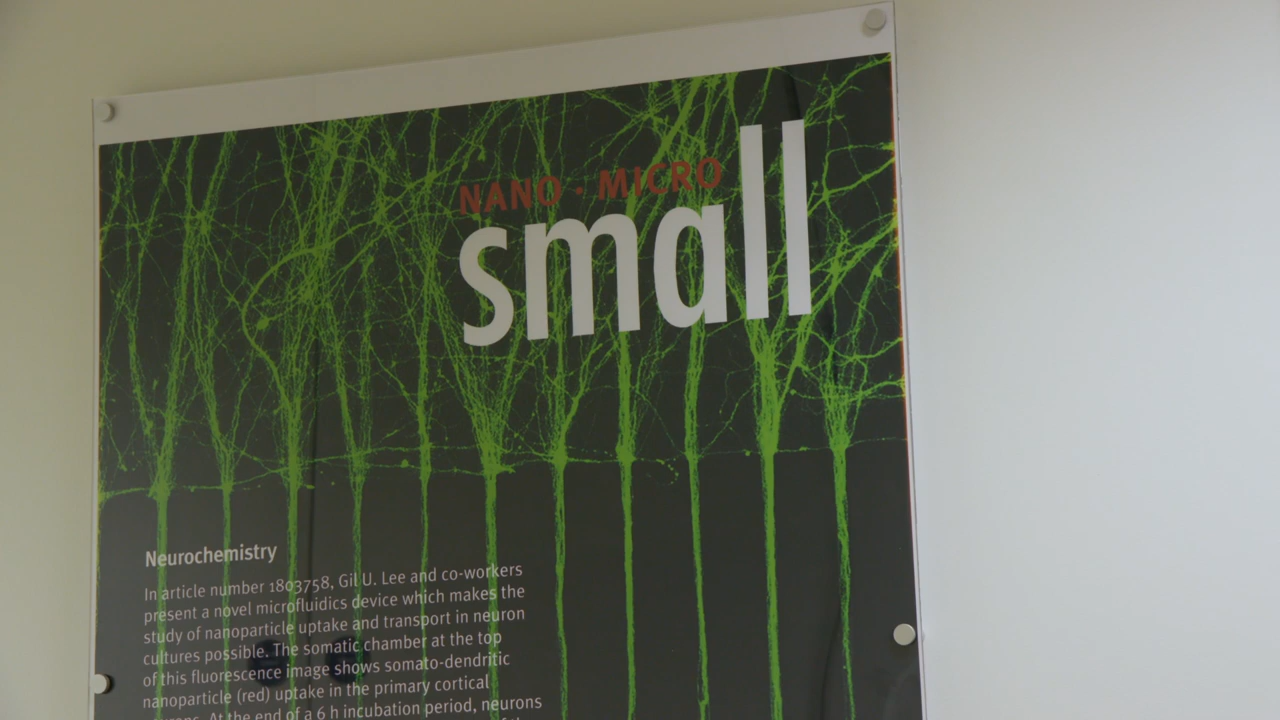 NANO · MICRO
small
Neurochemistry
In article number 1803758, Gil U. Lee and co-workers
present a novel microfluidics device which makes the
study of nanoparticle uptake and transport in neuron
cultures possible. The somatic chamber at the top
of this fluorescence image shows somato-dendritic
nanoparticle (red) uptake in the primary cortical
At the end of a 6 h incubation period, neurons